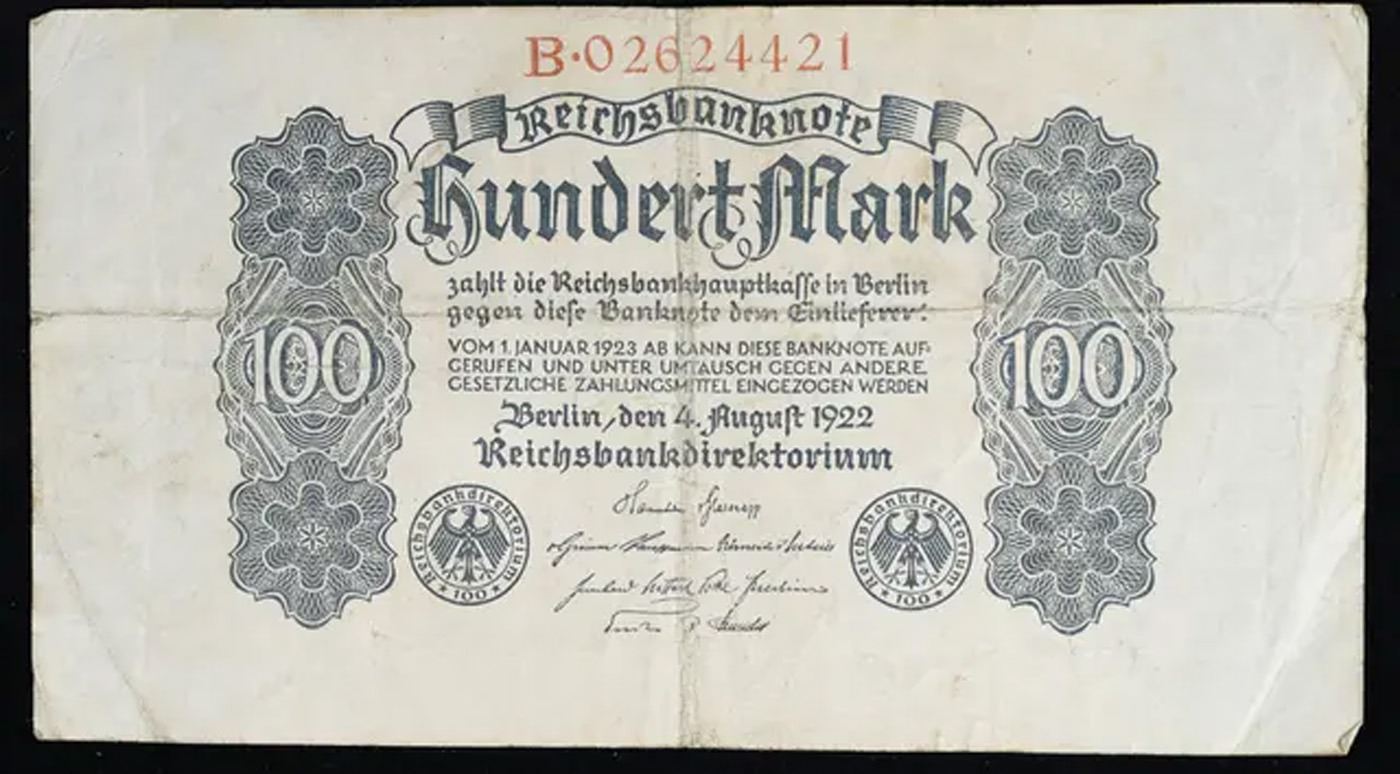 B·02624421
Reichsbanknote
Hundert Mark
zahlt die Reichsbankhauptkasse in Berlin
gegen diese Banknote dem Einlieferer:
VOM 1. JANUAR 1923 AB KANN DIESE BANKNOTE AUF-
GERUFEN UND UNTER UMTAUSCH GEGEN ANDERE
GESETZLICHE ZAHLUNGSMITTEL EINGEZOGEN WERDEN
100
100
Berlin, den 4. August 1922
Reichsbankdirektorium
Reichsbankdirektorium
100
Reichsbankdirektorium
100